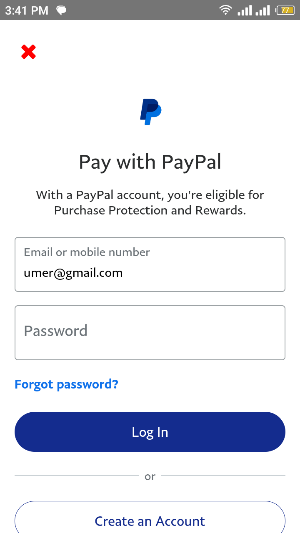 3:41 PM
77
Pay with PayPal
With a PayPal account, you're eligible for
Purchase Protection and Rewards.
Email or mobile number
umer@gmail.com
Password
Forgot password?
Log In
or
Create an Account